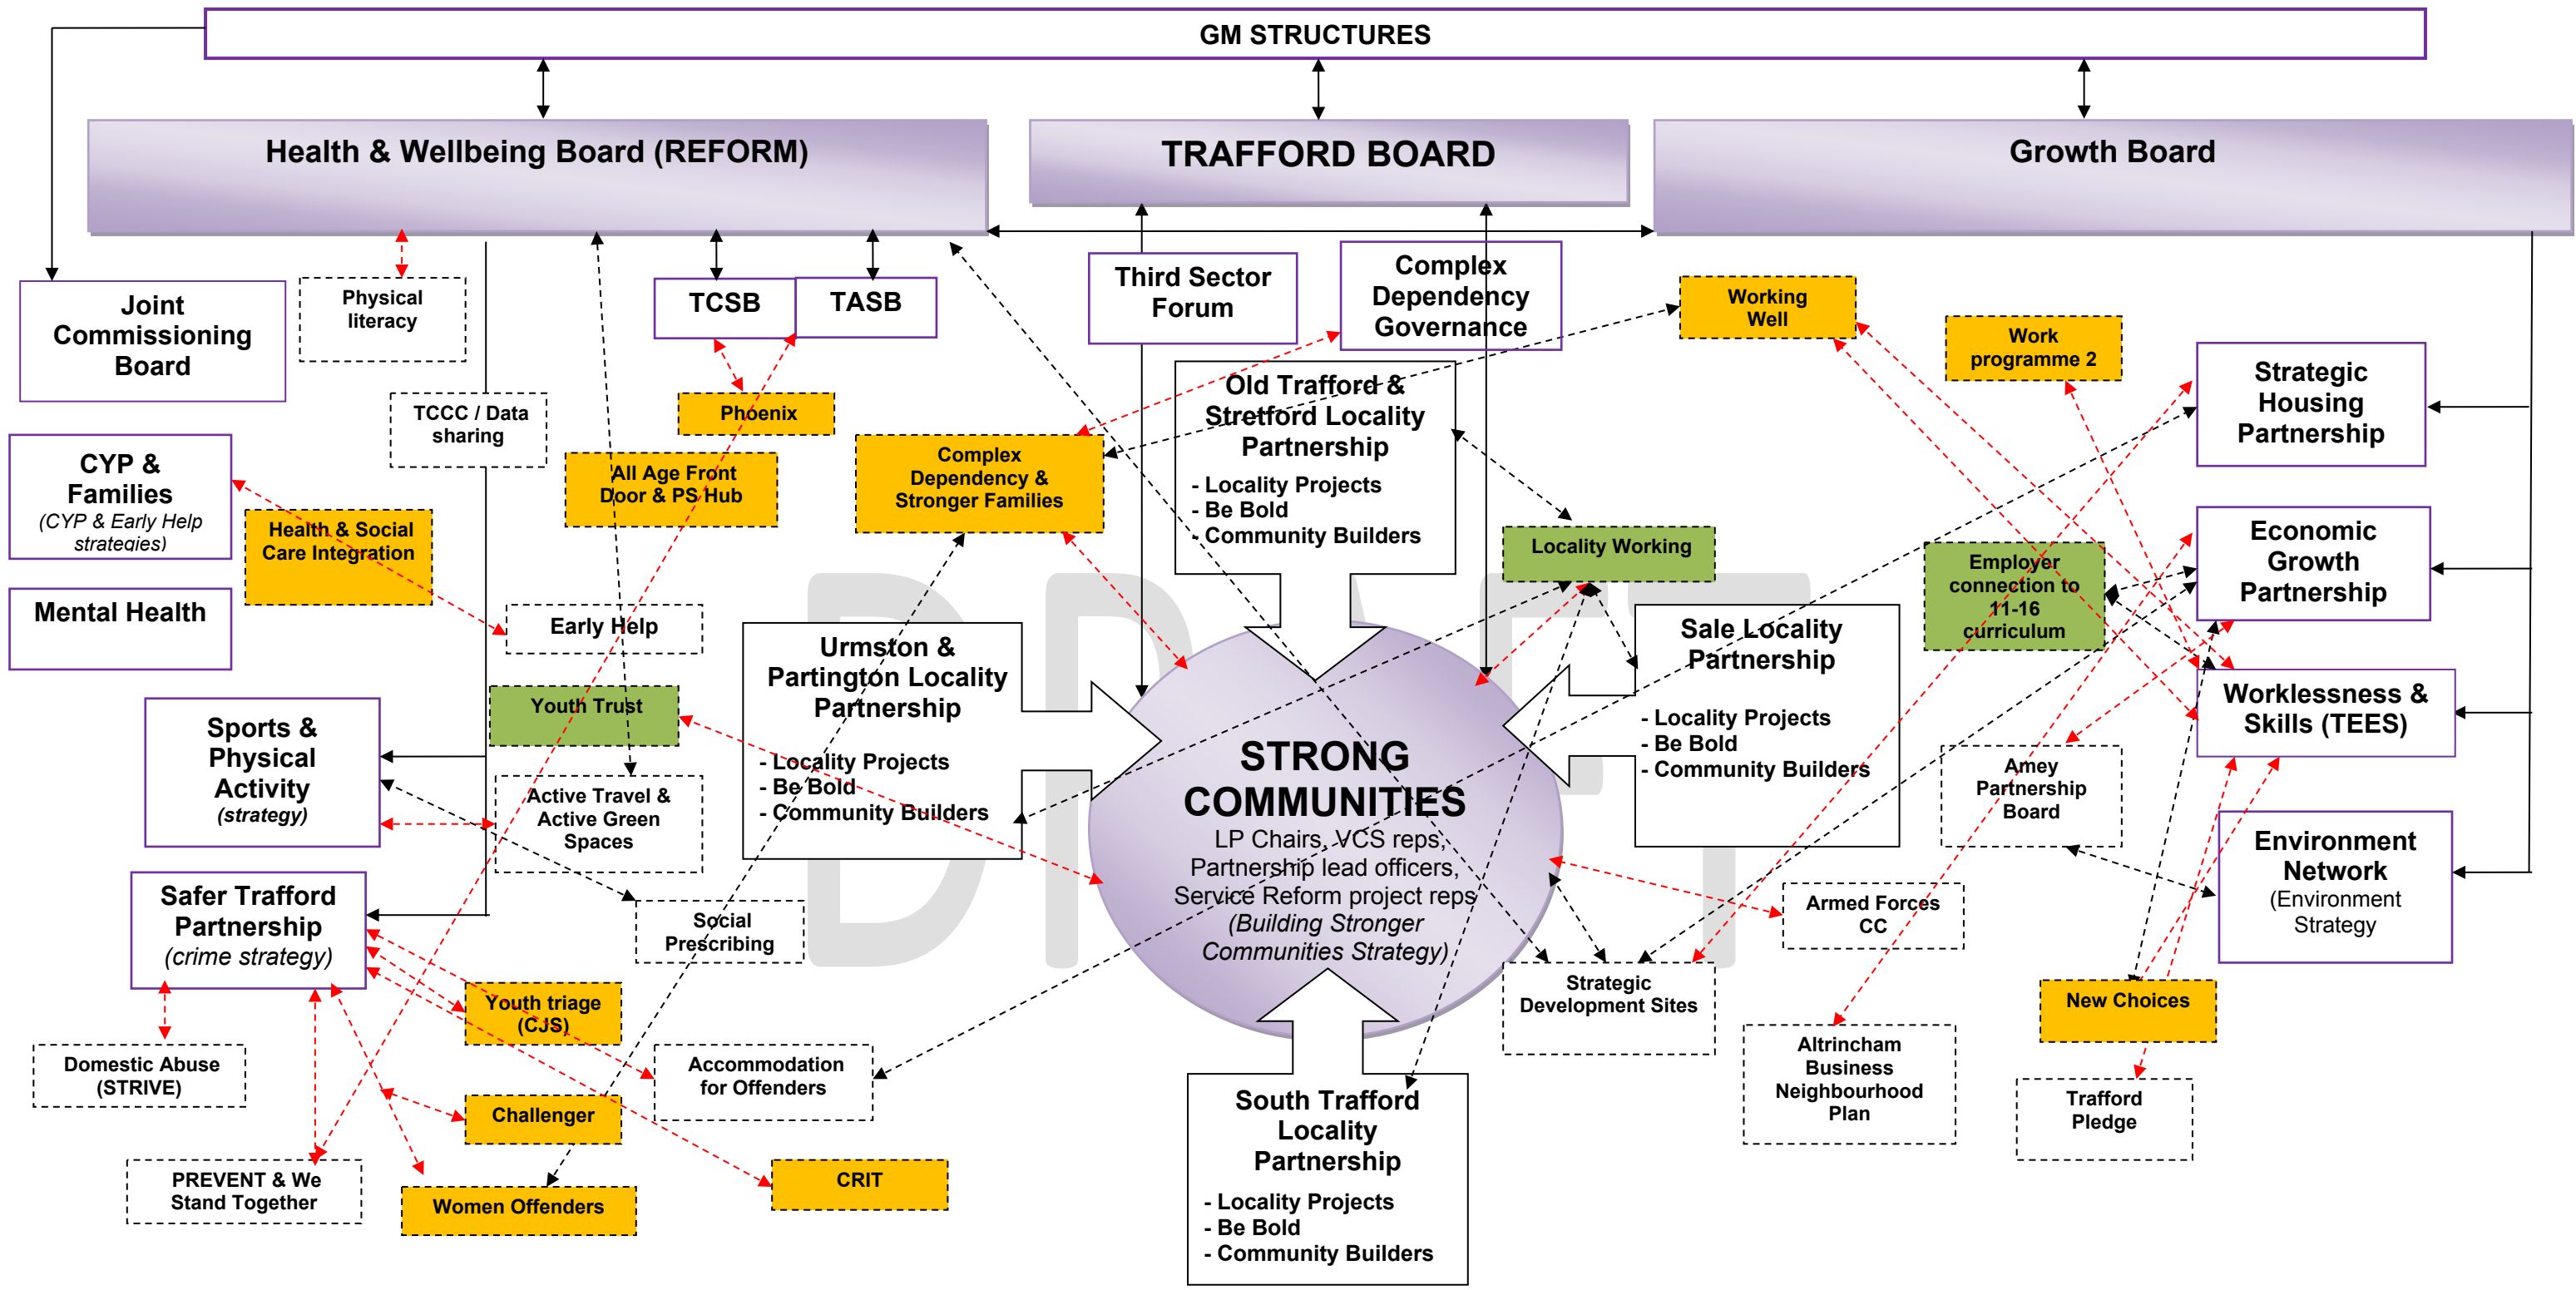 GM STRUCTURES
Health & Wellbeing Board (REFORM)
TRAFFORD BOARD
Growth Board
Joint
Commissioning
Board
Physical
literacy
TCSB
TASB
Third Sector
Forum
Complex
Dependency
Governance
Working
Well
Work
programme 2
Strategic
Housing
Partnership
TCCC / Data
sharing
Phoenix
Old Trafford &
Stretford Locality
Partnership
- Locality Projects
- Be Bold
- Community Builders
CYP &
Families
(CYP & Early Help
strategies)
Health & Social
Care Integration
All Age Front
Door & PS Hub
Complex
Dependency &
Stronger Families
Locality Working
Employer
connection to
11-16
curriculum
Economic
Growth
Partnership
Mental Health
Early Help
Urmston &
Partington Locality
Partnership
- Locality Projects
- Be Bold
- Community Builders
Sale Locality
Partnership
- Locality Projects
- Be Bold
- Community Builders
Youth Trust
Worklessness &
Skills (TEES)
Sports &
Physical
Activity
(strategy)
Active Travel &
Active Green
Spaces
STRONG
COMMUNITIES
LP Chairs, VCS reps,
Partnership lead officers,
Service Reform project reps
(Building Stronger
Communities Strategy)
Amey
Partnership
Board
Environment
Network
(Environment
Strategy
Safer Trafford
Partnership
(crime strategy)
Social
Prescribing
Armed Forces
CC
Strategic
Development Sites
New Choices
Youth triage
(CJS)
Domestic Abuse
(STRIVE)
Accommodation
for Offenders
Altrincham
Business
Neighbourhood
Plan
Challenger
South Trafford
Locality
Partnership
- Locality Projects
- Be Bold
- Community Builders
Trafford
Pledge
PREVENT & We
Stand Together
Women Offenders
CRIT
DRAFT